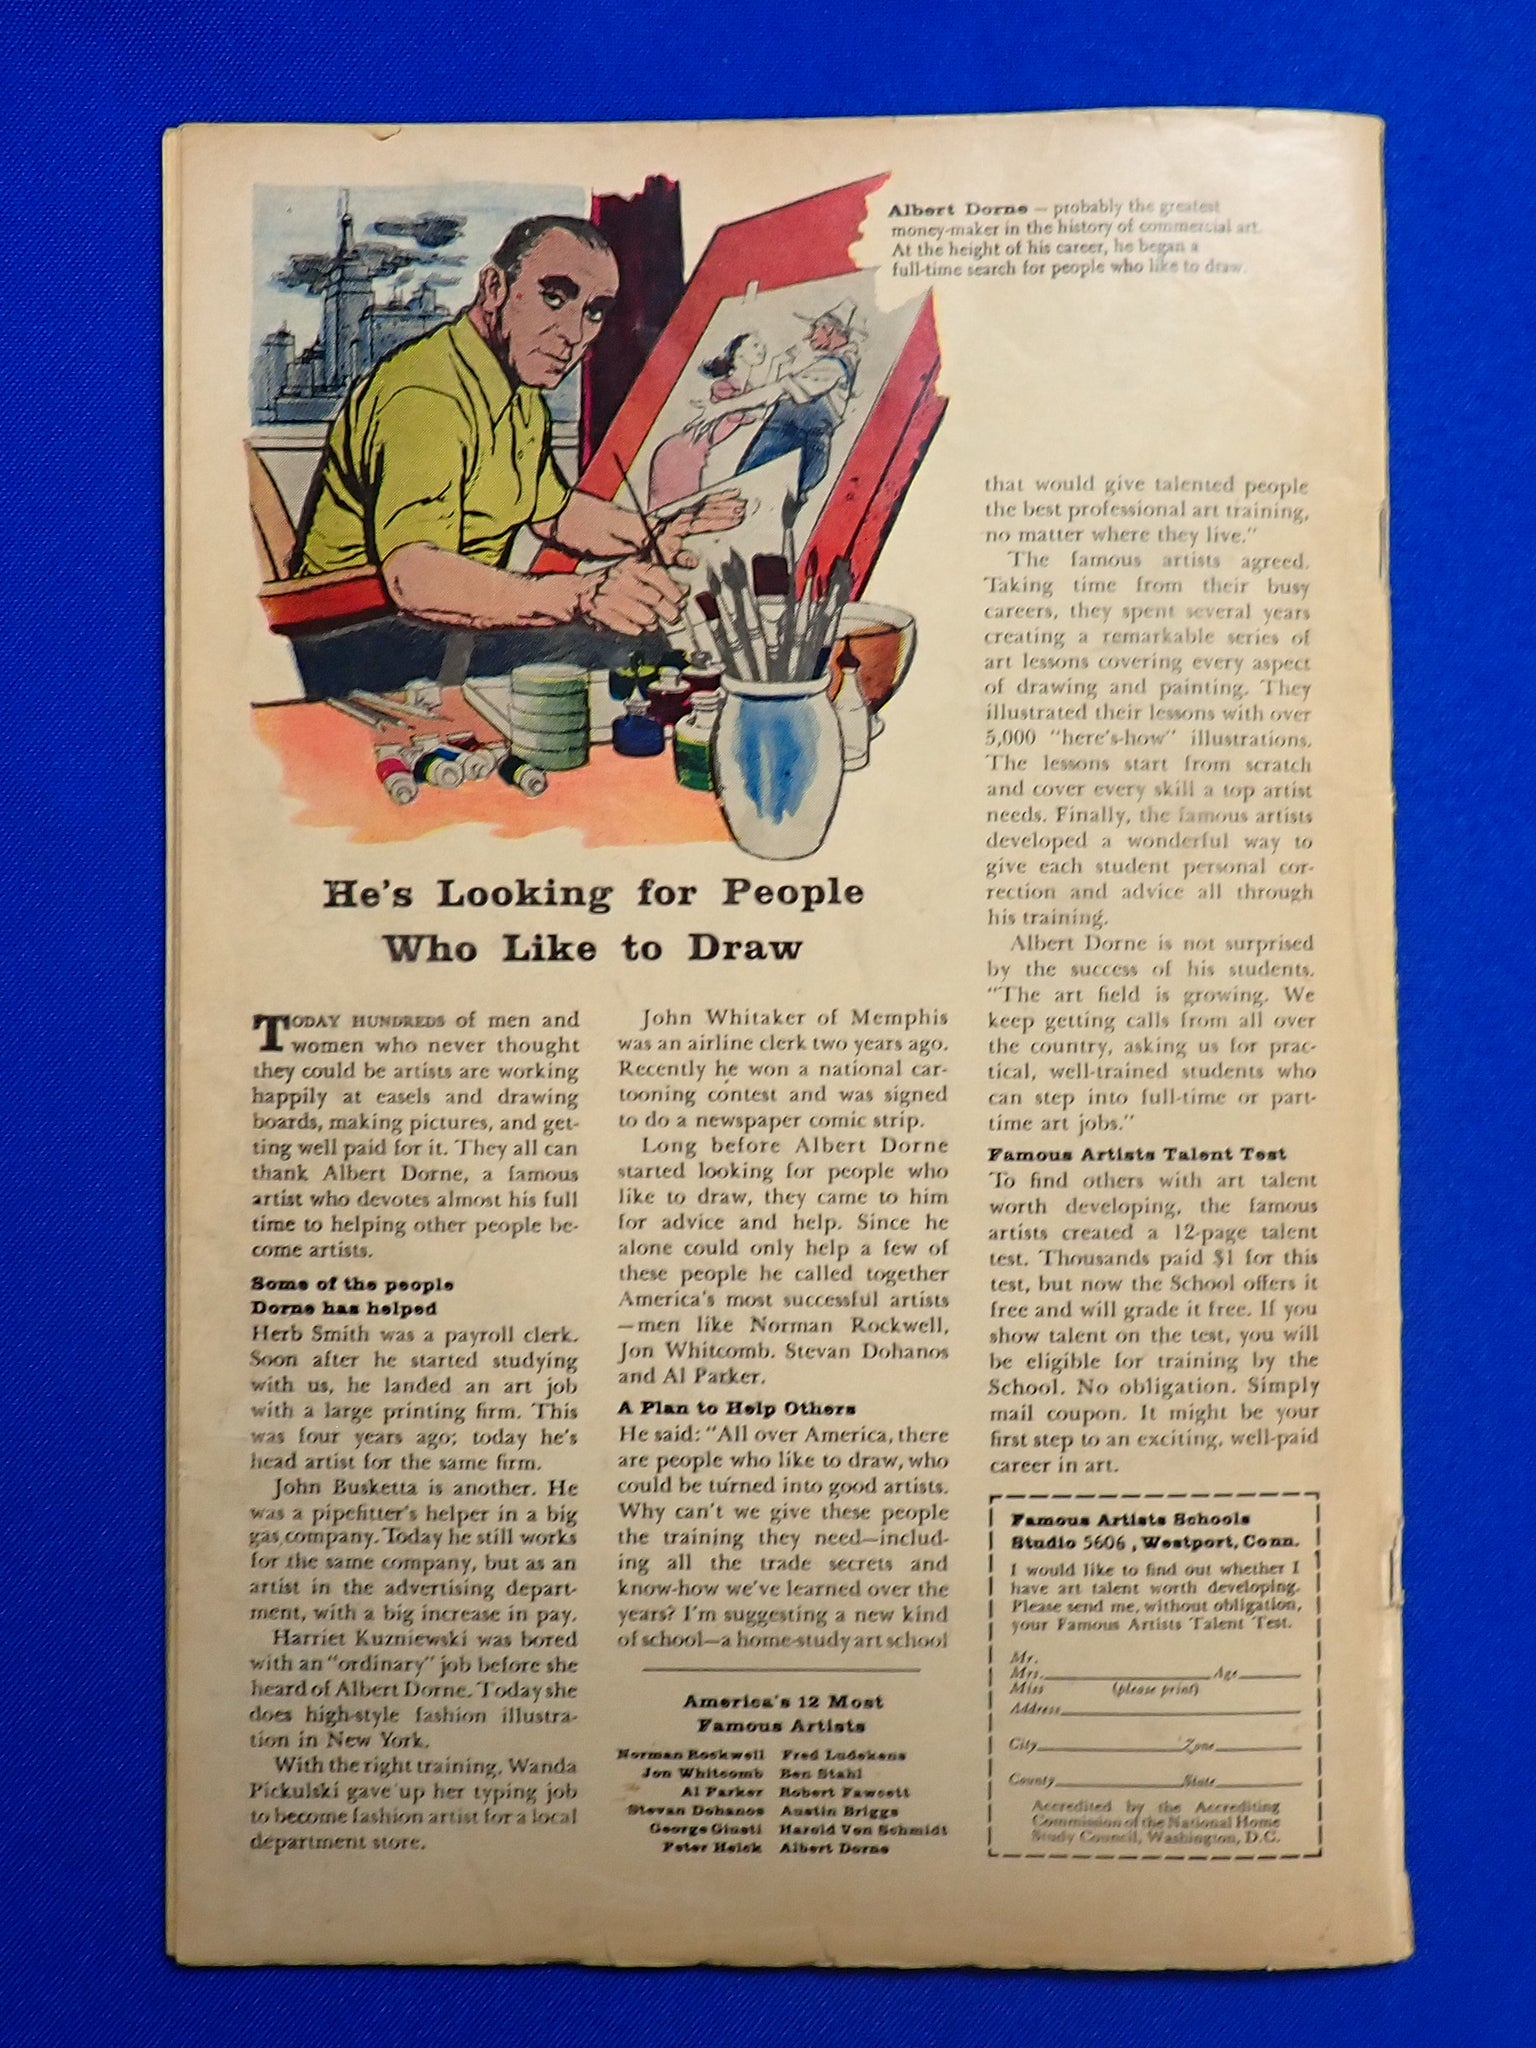 Albert Dorne — probably the greatest
money-maker in the history of commercial art.
At the height of his career, he began a
full-time search for people who like to draw.
He's Looking for People
Who Like to Draw
TODAY HUNDREDS of men and
women who never thought
they could be artists are working
happily at easels and drawing
boards, making pictures, and get-
ting well paid for it. They all can
thank Albert Dorne, a famous
artist who devotes almost his full
time to helping other people be-
come artists.
Some of the people
Dorne has helped
Herb Smith was a payroll clerk.
Soon after he started studying
with us, he landed an art job
with a large printing firm. This
was four years ago; today he's
head artist for the same firm.
John Busketta is another. He
was a pipefitter's helper in a big
gas company. Today he still works
for the same company, but as an
artist in the advertising depart-
ment, with a big increase in pay.
Harriet Kuzniewski was bored
with an "ordinary" job before she
heard of Albert Dorne. Today she
does high-style fashion illustra-
tion in New York.
With the right training, Wanda
Pickulski gave up her typing job
to become fashion artist for a local
department store.
John Whitaker of Memphis
was an airline clerk two years ago.
Recently he won a national car-
tooning contest and was signed
to do a newspaper comic strip.
Long before Albert Dorne
started looking for people who
like to draw, they came to him
for advice and help. Since he
alone could only help a few of
these people he called together
America's most successful artists
—men like Norman Rockwell,
Jon Whitcomb, Stevan Dohanos
and Al Parker.
A Plan to Help Others
He said: "All over America, there
are people who like to draw, who
could be turned into good artists.
Why can't we give these people
the training they need—includ-
ing all the trade secrets and
know-how we've learned over the
years? I'm suggesting a new kind
of school—a home-study art school
America's 12 Most
Famous Artists
Norman Rockwell Fred Ludekens
Jon Whitcomb Ben Stahl
Al Parker Robert Fawcett
Stevan Dohanos Austin Briggs
George Giusti Harold Von Schmidt
Peter Helck Albert Dorne
that would give talented people
the best professional art training,
no matter where they live."
The famous artists agreed.
Taking time from their busy
careers, they spent several years
creating a remarkable series of
art lessons covering every aspect
of drawing and painting. They
illustrated their lessons with over
5,000 "here's-how" illustrations.
The lessons start from scratch
and cover every skill a top artist
needs. Finally, the famous artists
developed a wonderful way to
give each student personal cor-
rection and advice all through
his training.
Albert Dorne is not surprised
by the success of his students.
"The art field is growing. We
keep getting calls from all over
the country, asking us for prac-
tical, well-trained students who
can step into full-time or part-
time art jobs."
Famous Artists Talent Test
To find others with art talent
worth developing, the famous
artists created a 12-page talent
test. Thousands paid $1 for this
test, but now the School offers it
free and will grade it free. If you
show talent on the test, you will
be eligible for training by the
School. No obligation. Simply
mail coupon. It might be your
first step to an exciting, well-paid
career in art.
Famous Artists Schools
Studio 5606, Westport, Conn.
I would like to find out whether I
have art talent worth developing.
Please send me, without obligation,
your Famous Artists Talent Test.
Mr.
Mrs. Age
Miss (please print)
Address
City Zone
County State
Accredited by the Accrediting
Commission of the National Home
Study Council, Washington, D.C.